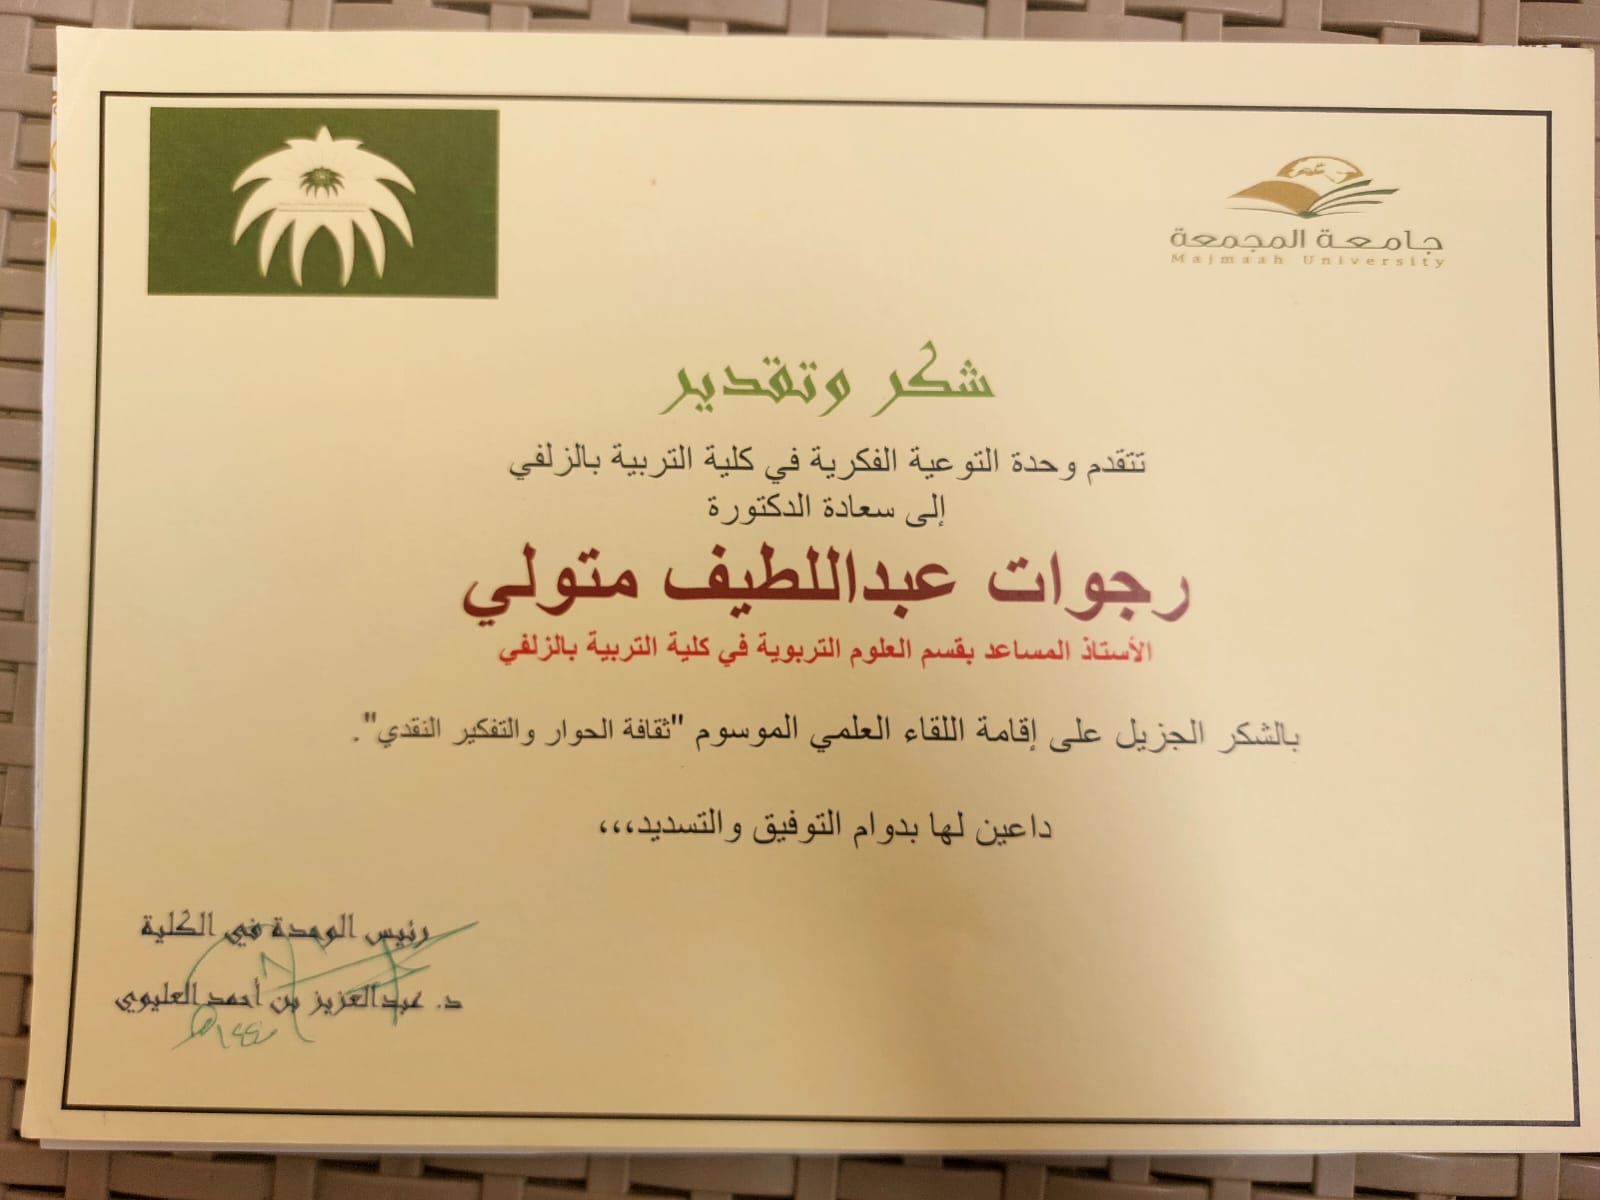 جامعة المجمعة
Majmaah University
شكر وتقدير
تتقدم وحدة التوعية الفكرية في كلية التربية بالزلفي
إلى سعادة الدكتورة
رجوات عبداللطيف متولي
الأستاذ المساعد بقسم العلوم التربوية في كلية التربية بالزلفي
بالشكر الجزيل على إقامة اللقاء العلمي الموسوم "ثقافة الحوار والتفكير النقدي".
داعين لها بدوام التوفيق والتسديد،،،
رئيس الوحدة في الكلية
د. عبدالعزيز بن أحمد العليوي